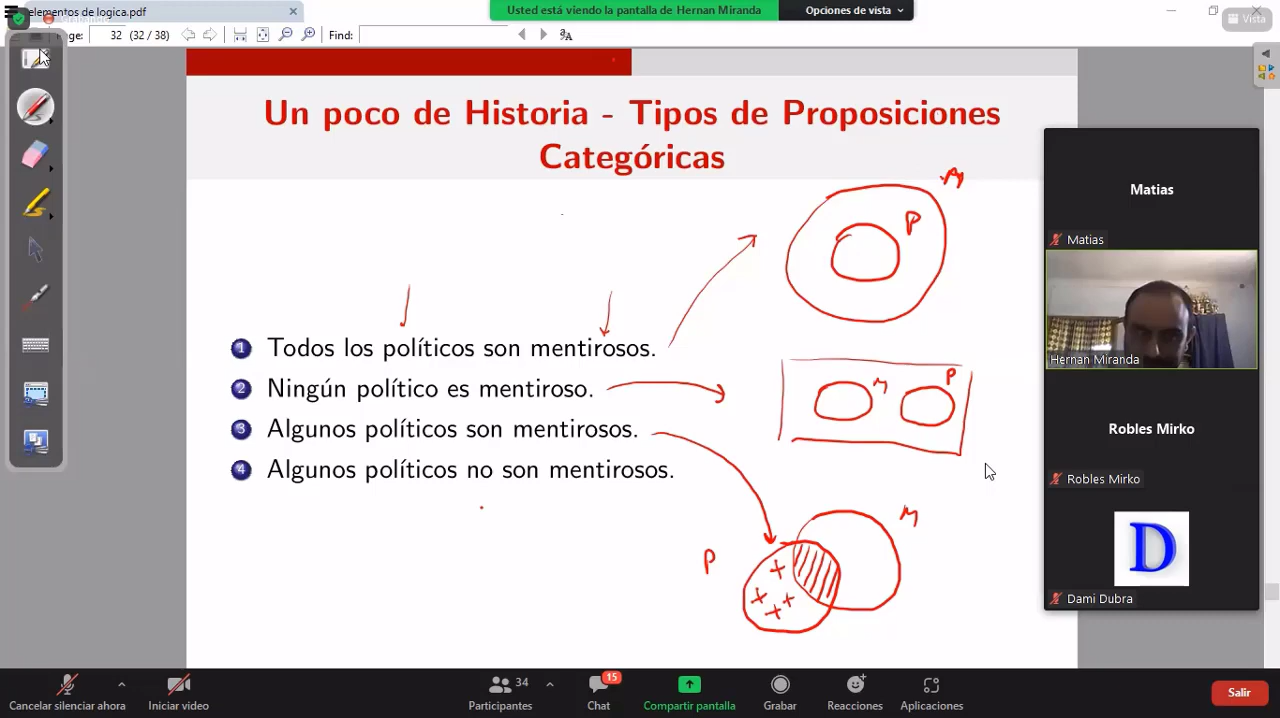 elementos de logica.pdf
Usted está viendo la pantalla de Hernan Miranda
Opciones de vista
Vista
32 (32 / 38)
Find:
Un poco de Historia - Tipos de Proposiciones
Categóricas
M
P
1 Todos los políticos son mentirosos.
2 Ningún político es mentiroso.
M P
3 Algunos políticos son mentirosos.
4 Algunos políticos no son mentirosos.
M
P
Matias
Matias
Hernan Miranda
Robles Mirko
Robles Mirko
D
Dami Dubra
Cancelar silenciar ahora
Iniciar video
34
Participantes
15
Chat
Compartir pantalla
Grabar
Reacciones
Aplicaciones
Salir